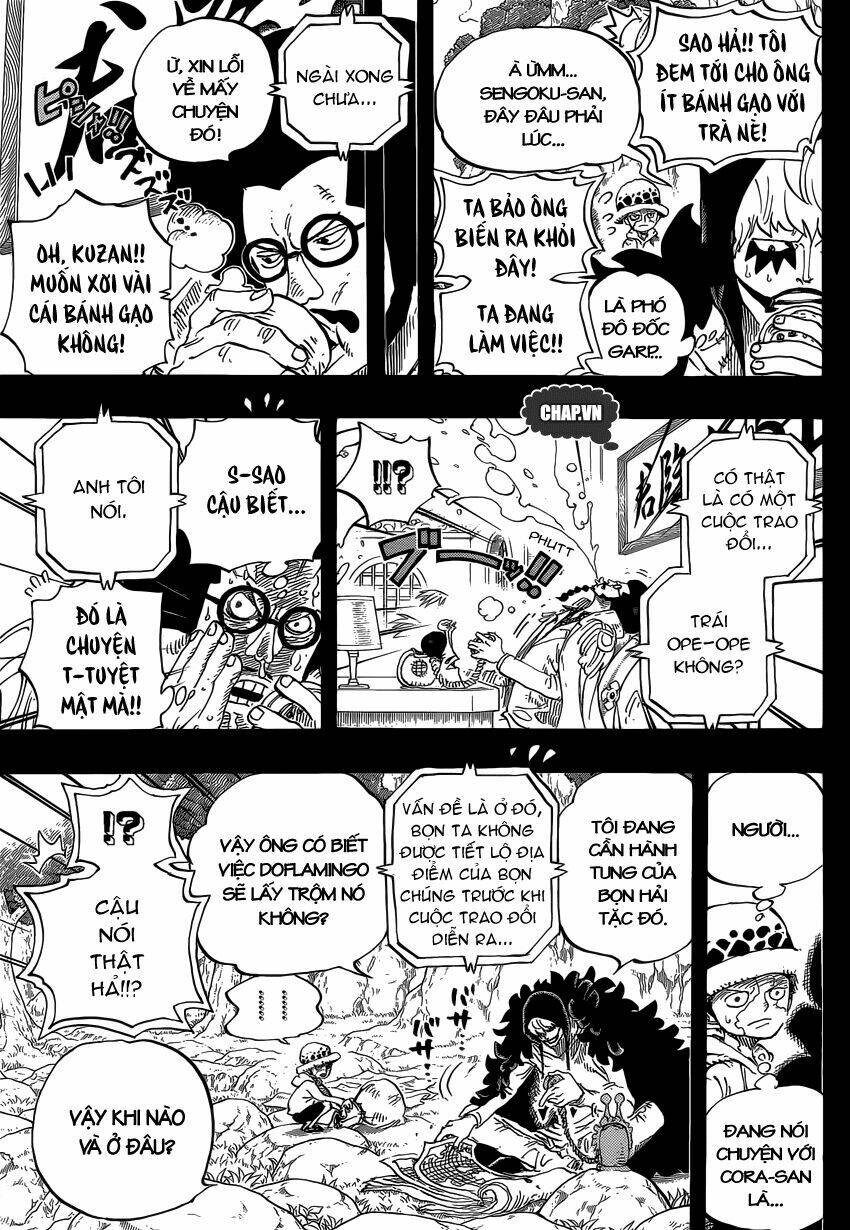 SAO HẢ!! TÔI
ĐEM TỚI CHO ÔNG
ÍT BÁNH GẠO VỚI
TRÀ NÈ!
À ỪMM...
SENGOKU-SAN,
ĐÂY ĐÂU PHẢI
LÚC...
TA BẢO ÔNG
BIẾN RA KHỎI
ĐÂY!
TA ĐANG
LÀM VIỆC!!
LÀ PHÓ
ĐÔ ĐỐC
GARP...
NGÀI XONG
CHƯA...
Ừ, XIN LỖI
VỀ MẤY
CHUYỆN
ĐÓ!
OH, KUZAN!!
MUỐN XƠI VÀI
CÁI BÁNH GẠO
KHÔNG!
ズズズ
CHAP.VN
CÓ THẬT
LÀ CÓ MỘT
CUỘC TRAO
ĐỔI...
TRÁI
OPE-OPE
KHÔNG?
!!?
PHUTT
ブーッ!!
S-SAO
CẬU BIẾT...
ANH TÔI
NÓI.
ĐÓ LÀ
CHUYỆN
T-TUYỆT
MẬT MÀ!!
NGƯỜI...
ĐANG NÓI
CHUYỆN VỚI
CORA-SAN
LÀ...
TÔI ĐANG
CẦN HÀNH
TUNG CỦA
BỌN HẢI
TẶC ĐÓ.
VẤN ĐỀ LÀ Ở ĐÓ,
BỌN TA KHÔNG
ĐƯỢC TIẾT LỘ ĐỊA
ĐIỂM CỦA BỌN
CHÚNG TRƯỚC KHI
CUỘC TRAO ĐỔI
DIỄN RA...
VẬY ÔNG CÓ BIẾT
VIỆC DOFLAMINGO
SẼ LẤY TRỘM NÓ
KHÔNG?
!?
CẬU
NÓI
THẬT
HẢ!!?
VẬY KHI NÀO
VÀ Ở ĐÂU?